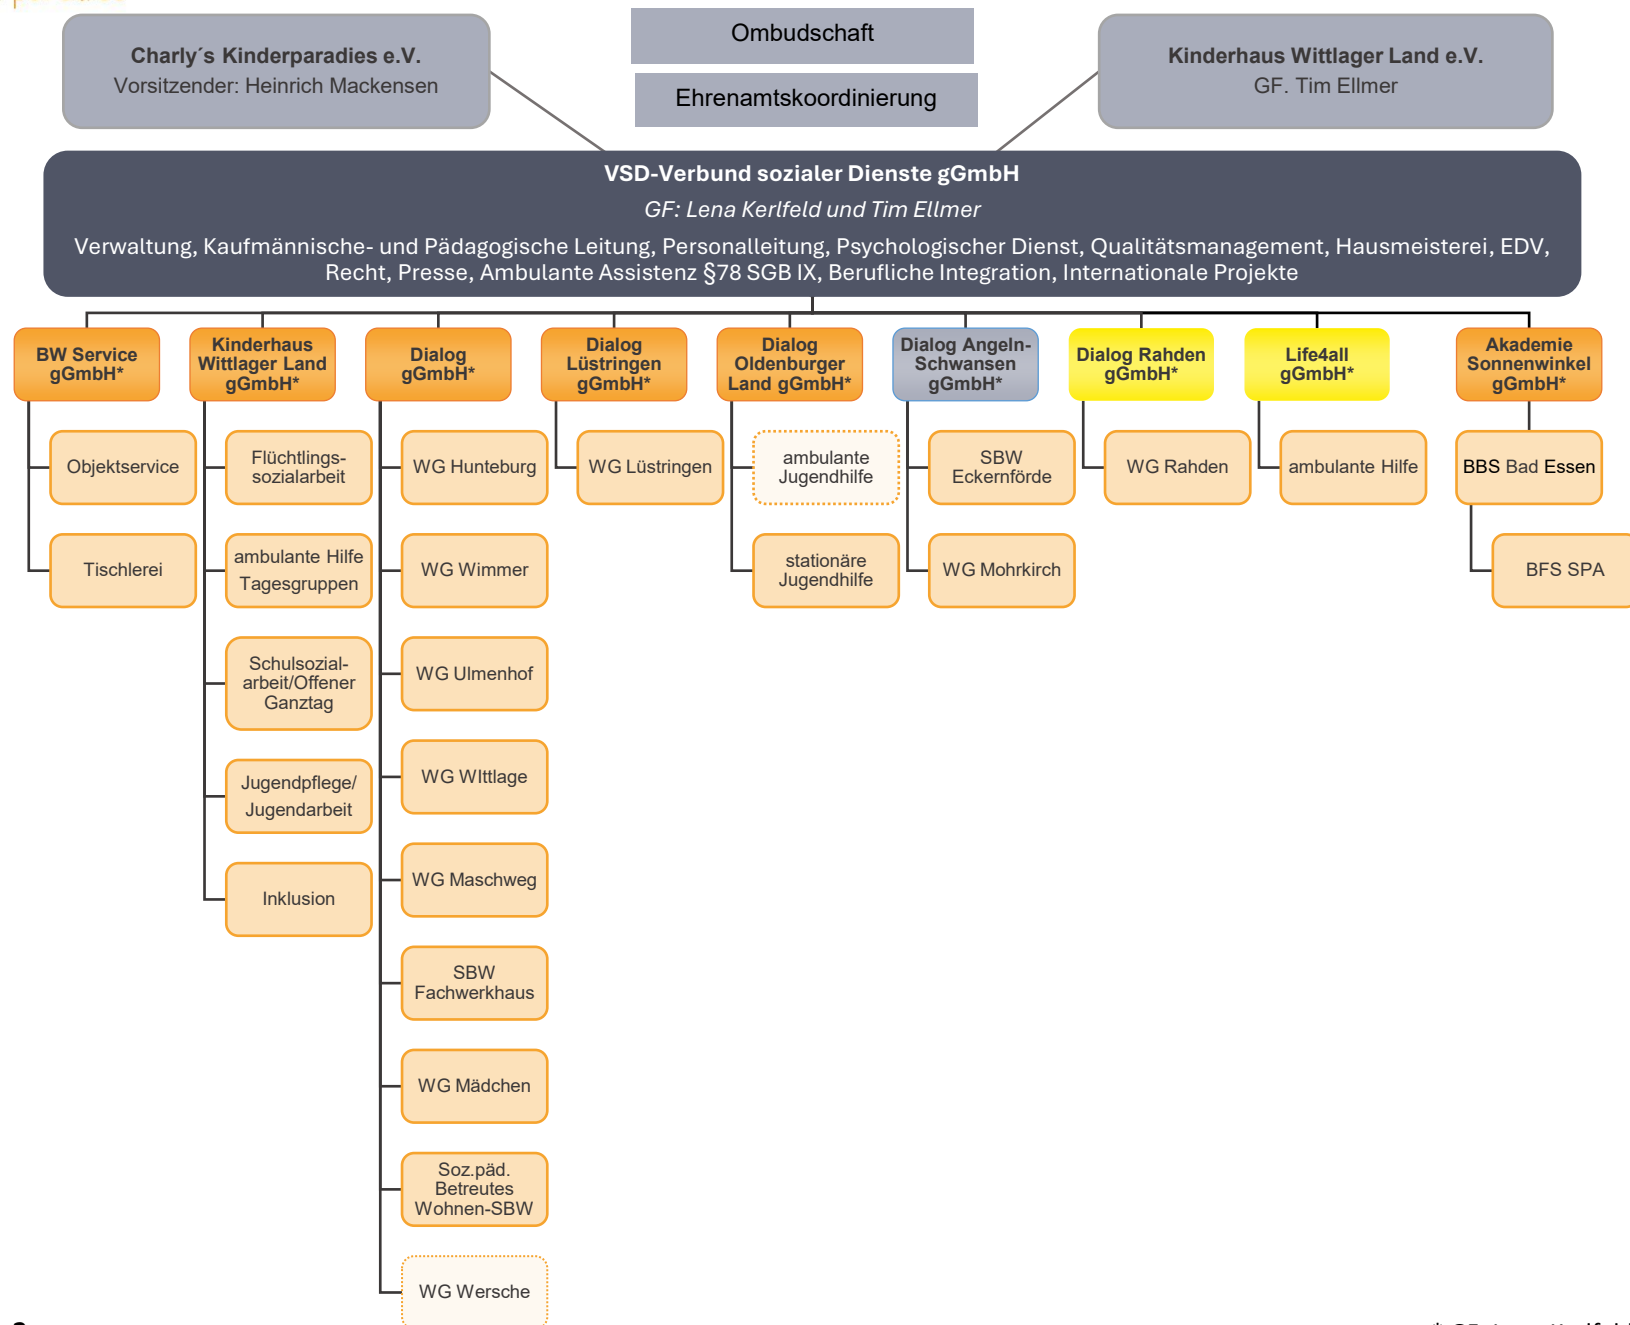 Charly´s Kinderparadies e.V.
Vorsitzender: Heinrich Mackensen
Ombudschaft
Ehrenamtskoordinierung
Kinderhaus Wittlager Land e.V.
GF. Tim Ellmer
VSD-Verbund sozialer Dienste gGmbH
GF: Lena Kerlfeld und Tim Ellmer
Verwaltung, Kaufmännische- und Pädagogische Leitung, Personalleitung, Psychologischer Dienst, Qualitätsmanagement, Hausmeisterei, EDV,
Recht, Presse, Ambulante Assistenz §78 SGB IX, Berufliche Integration, Internationale Projekte
BW Service
gGmbH*
Objektservice
Tischlerei
Kinderhaus
Wittlager Land
gGmbH*
Flüchtlings-
sozialarbeit
ambulante Hilfe
Tagesgruppen
Schulsozial-
arbeit/Offener
Ganztag
Jugendpflege/
Jugendarbeit
Inklusion
Dialog
gGmbH*
WG Hunteburg
WG Wimmer
WG Ulmenhof
WG WIttlage
WG Maschweg
SBW
Fachwerkhaus
WG Mädchen
Soz.päd.
Betreutes
Wohnen-SBW
WG Wersche
Dialog
Lüstringen
gGmbH*
WG Lüstringen
Dialog
Oldenburger
Land gGmbH*
ambulante
Jugendhilfe
stationäre
Jugendhilfe
Dialog Angeln-
Schwansen
gGmbH*
SBW
Eckernförde
WG Mohrkirch
Dialog Rahden
gGmbH*
WG Rahden
Life4all
gGmbH*
ambulante Hilfe
Akademie
Sonnenwinkel
gGmbH*
BBS Bad Essen
BFS SPA